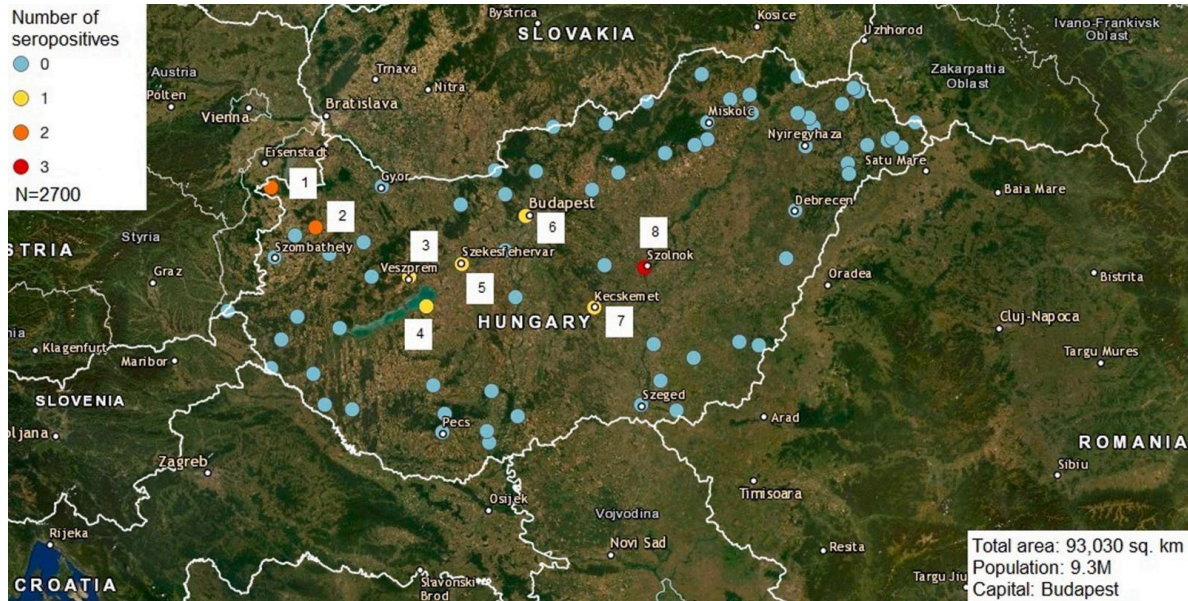 Number of
seropositives
0
1
2
3
N=2700
Bystrica
Kosice
SLOVAKIA
Ivano-Frankivsk
Oblast
Uzhhorod
Austria
Trnava
Zakarpattia
Oblast
Polten
Nitra
Vienna
Bratislava
Miskolc
Nyiregyhaza
Eisenstadt
Satu Mare
1
Gyor
Baia Mare
2
Budapest
Debrecen
STRIA
Styria
6
8
Szombathely
3
Szekesfehervar
Szolnok
Graz
Veszprem
Oradea
Bistrita
5
Kecskemet
4
HUNGARY
7
Cluj-Napoca
nia
Klagenfurt
Maribor
Targu Mures
SLOVENIA
Szeged
Arad
Pecs
oljana
ROMANIA
Zagreb
Sibiu
Timisoara
Osijek
Vojvodina
Rijeka
Novi Sad
Resita
Total area: 93,030 sq. km
Population: 9.3M
Capital: Budapest
Targu Jiu
CROATIA
Slavonski
Brod